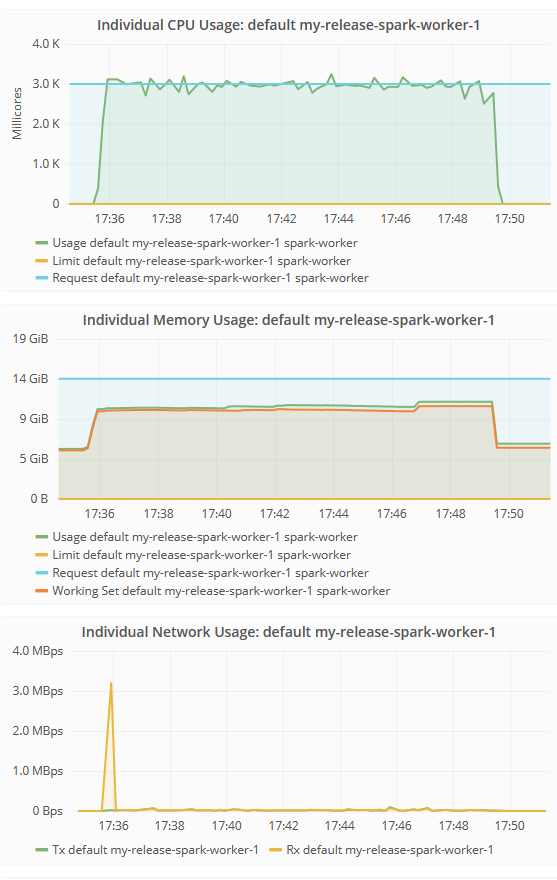 Individual CPU Usage: default my-release-spark-worker-1
4.0 K
3.0 K
2.0 K
1.0 K
0
Millicores
17:36 17:38 17:40 17:42 17:44 17:46 17:48 17:50
Usage default my-release-spark-worker-1 spark-worker
Limit default my-release-spark-worker-1 spark-worker
Request default my-release-spark-worker-1 spark-worker
Individual Memory Usage: default my-release-spark-worker-1
19 GiB
14 GiB
9 GiB
5 GiB
0 B
17:36 17:38 17:40 17:42 17:44 17:46 17:48 17:50
Usage default my-release-spark-worker-1 spark-worker
Limit default my-release-spark-worker-1 spark-worker
Request default my-release-spark-worker-1 spark-worker
Working Set default my-release-spark-worker-1 spark-worker
Individual Network Usage: default my-release-spark-worker-1
4.0 MBps
3.0 MBps
2.0 MBps
1.0 MBps
0 Bps
17:36 17:38 17:40 17:42 17:44 17:46 17:48 17:50
Tx default my-release-spark-worker-1 Rx default my-release-spark-worker-1